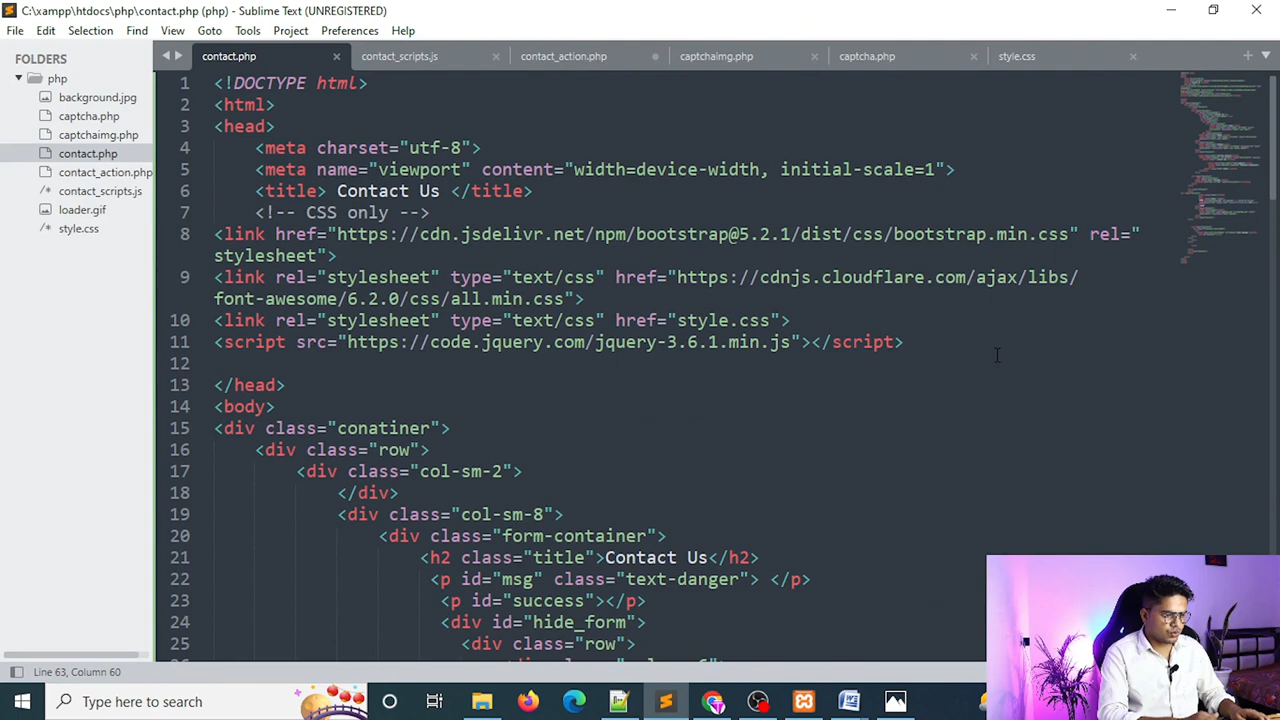 C:\xampp\htdocs\php\contact.php (php) - Sublime Text (UNREGISTERED)
File Edit Selection Find View Goto Tools Project Preferences Help
FOLDERS
php
background.jpg
captcha.php
captchaimg.php
contact.php
contact_action.php
contact_scripts.js
loader.gif
style.css
contact.php contact_scripts.js contact_action.php captchaimg.php captcha.php style.css
1 <!DOCTYPE html>
2 <html>
3 <head>
4 <meta charset="utf-8">
5 <meta name="viewport" content="width=device-width, initial-scale=1">
6 <title> Contact Us </title>
7 <!-- CSS only -->
8 <link href="https://cdn.jsdelivr.net/npm/bootstrap@5.2.1/dist/css/bootstrap.min.css" rel="
stylesheet">
9 <link rel="stylesheet" type="text/css" href="https://cdnjs.cloudflare.com/ajax/libs/
font-awesome/6.2.0/css/all.min.css">
10 <link rel="stylesheet" type="text/css" href="style.css">
11 <script src="https://code.jquery.com/jquery-3.6.1.min.js"></script>
12
13 </head>
14 <body>
15 <div class="conatiner">
16 <div class="row">
17 <div class="col-sm-2">
18 </div>
19 <div class="col-sm-8">
20 <div class="form-container">
21 <h2 class="title">Contact Us</h2>
22 <p id="msg" class="text-danger"> </p>
23 <p id="success"></p>
24 <div id="hide_form">
25 <div class="row">
Line 63, Column 60
Type here to search